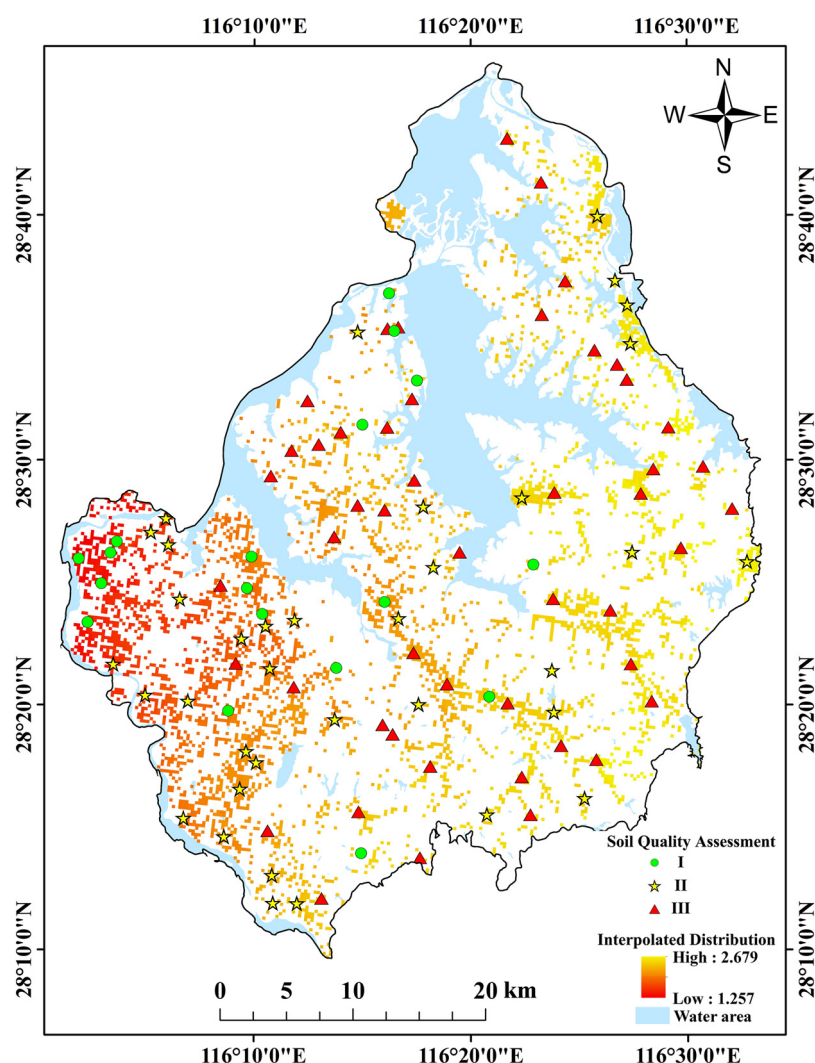 116°10'0"E 116°20'0"E 116°30'0"E
N
W E
S
28°40'0"N 28°40'0"N
28°30'0"N 28°30'0"N
28°20'0"N 28°20'0"N
Soil Quality Assessment
I
II
III
28°10'0"N 28°10'0"N
Interpolated Distribution
High : 2.679
Low : 1.257
Water area
0 5 10 20 km
116°10'0"E 116°20'0"E 116°30'0"E